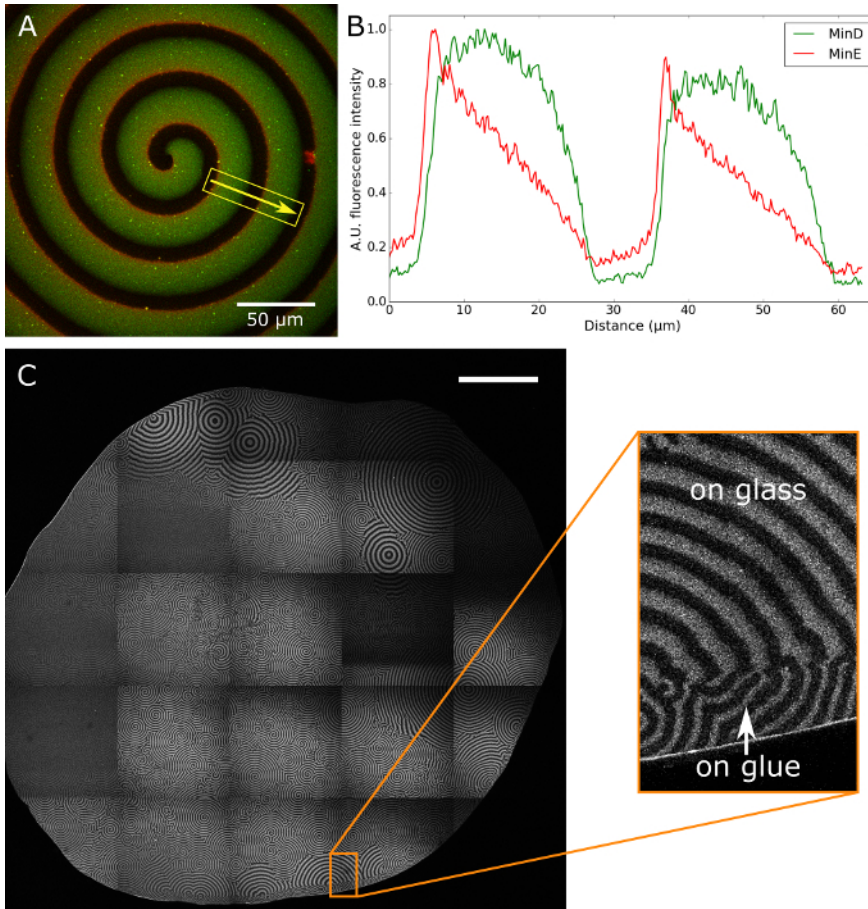 A
50 µm
B
A.U. fluorescence intensity
1.0
0.8
0.6
0.4
0.2
0.0
0
10
20
30
40
50
60
Distance (µm)
MinD
MinE
C
on glass
on glue